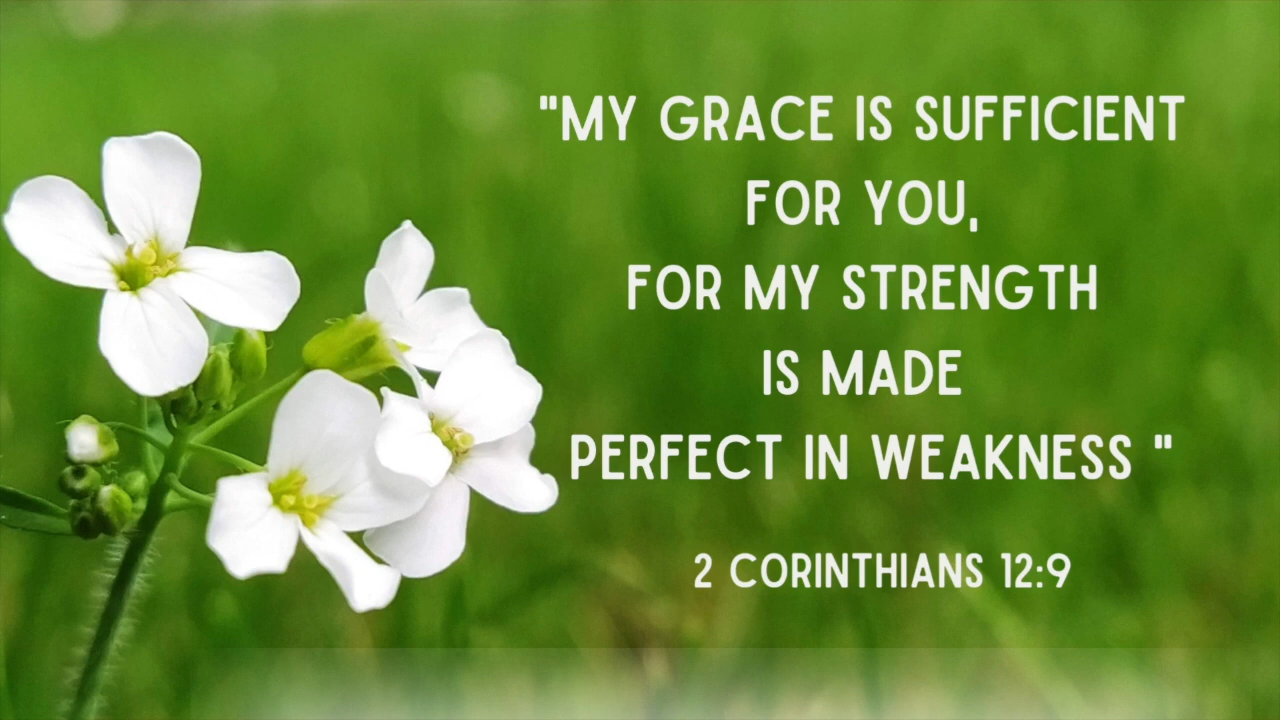 "MY GRACE IS SUFFICIENT
FOR YOU,
FOR MY STRENGTH
IS MADE
PERFECT IN WEAKNESS "
2 CORINTHIANS 12:9